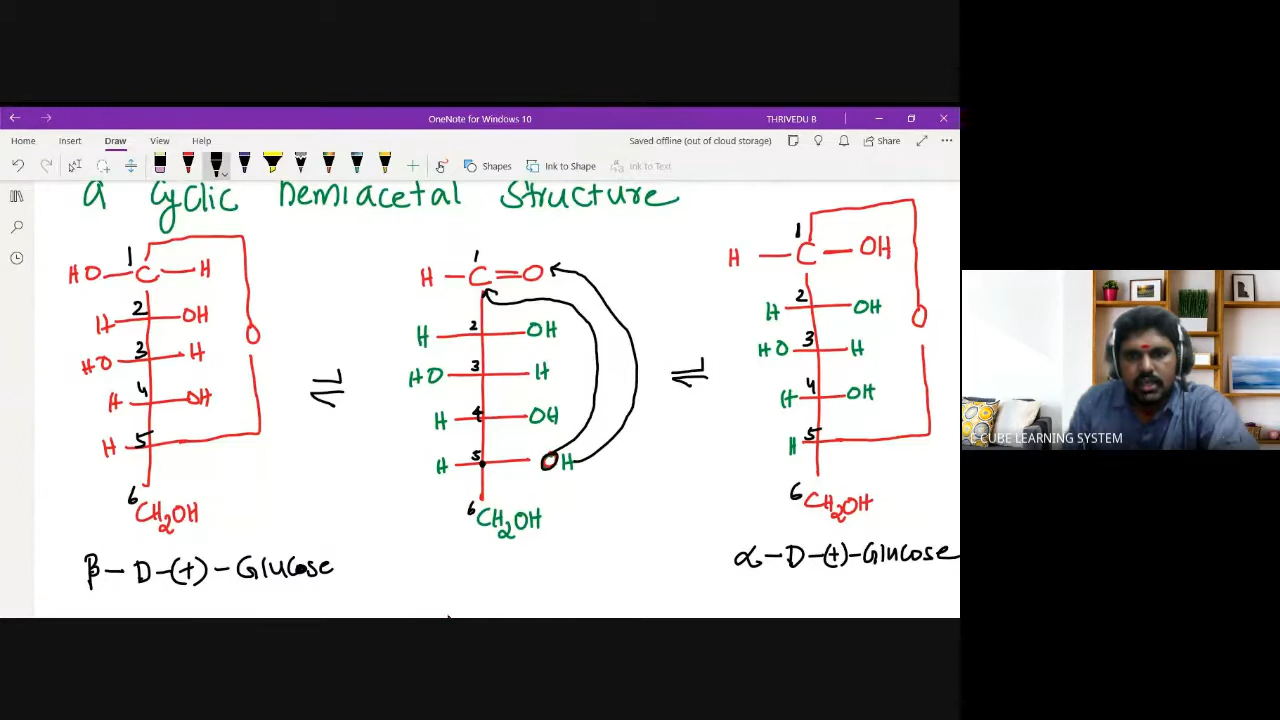 OneNote for Windows 10
THRIVEDU B
Home Insert Draw View Help
Saved offline (out of cloud storage)
Share
Shapes
Ink to Shape
Ink to Text
a Cyclic Demiacetal Structure
1
HO C H
2
H OH
3
HO H
4
H OH
O
5
H
6
CH2OH
β-D-(+)-Glucose
1
H-C=O
2
H OH
3
HO H
4
H OH
5
H OH
6
CH2OH
1
H-C-OH
2
H OH
3
HO H
4
H OH
O
5
H
6
CH2OH
α-D-(+)-Glucose
C CUBE LEARNING SYSTEM